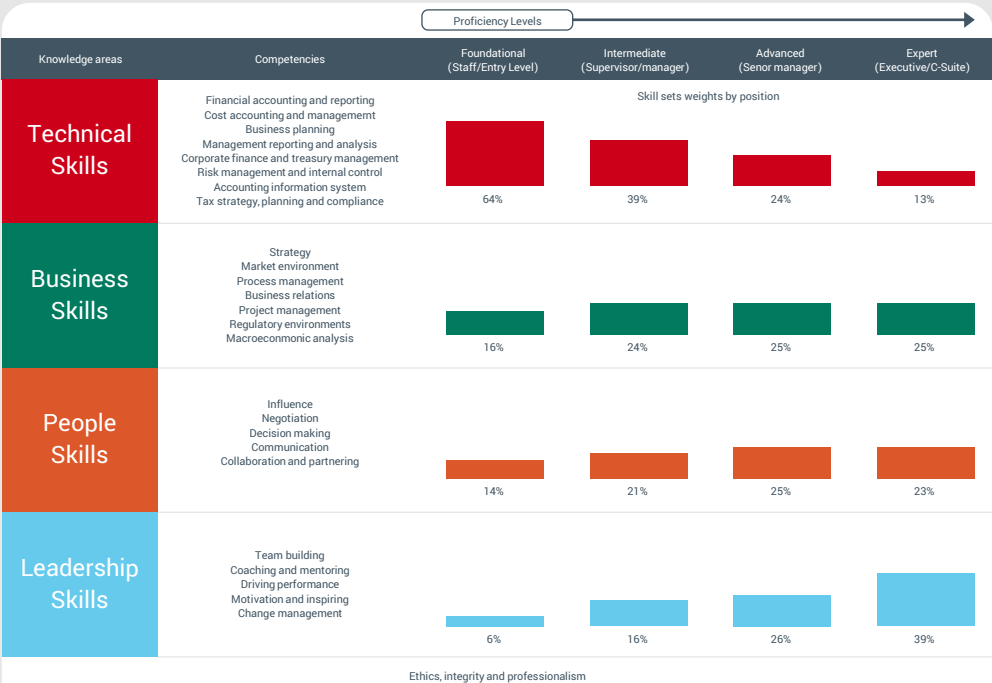 Proficiency Levels
Knowledge areas
Competencies
Foundational
(Staff/Entry Level)
Intermediate
(Supervisor/manager)
Advanced
(Senor manager)
Expert
(Executive/C-Suite)
Skill sets weights by position
Technical
Skills
Financial accounting and reporting
Cost accounting and managememt
Business planning
Management reporting and analysis
Corporate finance and treasury management
Risk management and internal control
Accounting information system
Tax strategy, planning and compliance
64%
39%
24%
13%
Business
Skills
Strategy
Market environment
Process management
Business relations
Project management
Regulatory environments
Macroeconmonic analysis
16%
24%
25%
25%
People
Skills
Influence
Negotiation
Decision making
Communication
Collaboration and partnering
14%
21%
25%
23%
Leadership
Skills
Team building
Coaching and mentoring
Driving performance
Motivation and inspiring
Change management
6%
16%
26%
39%
Ethics, integrity and professionalism